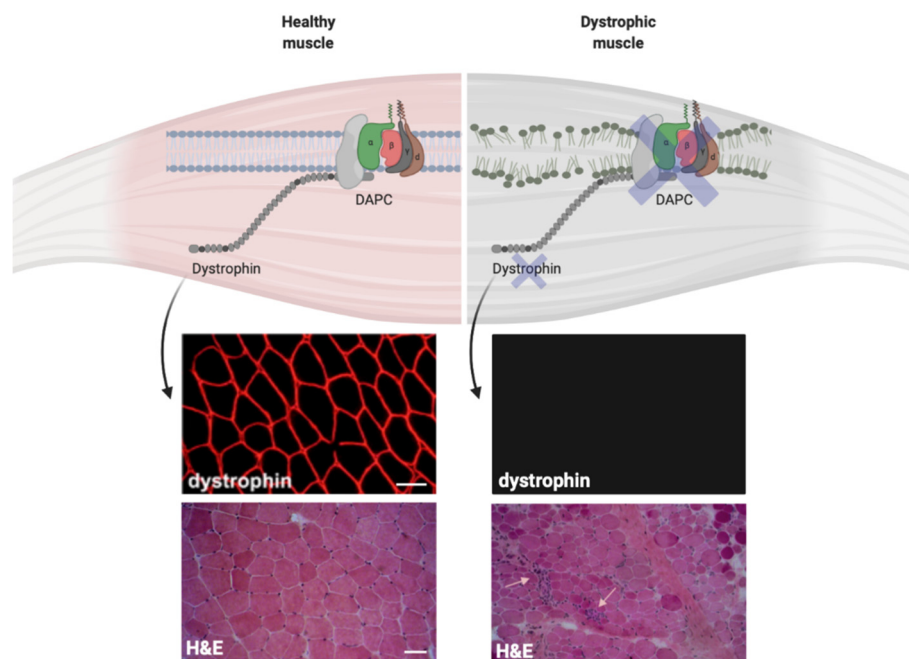 Healthy
muscle
Dystrophic
muscle
α
β
γ
d
DAPC
Dystrophin
α
β
γ
d
DAPC
Dystrophin
dystrophin
dystrophin
H&E
H&E